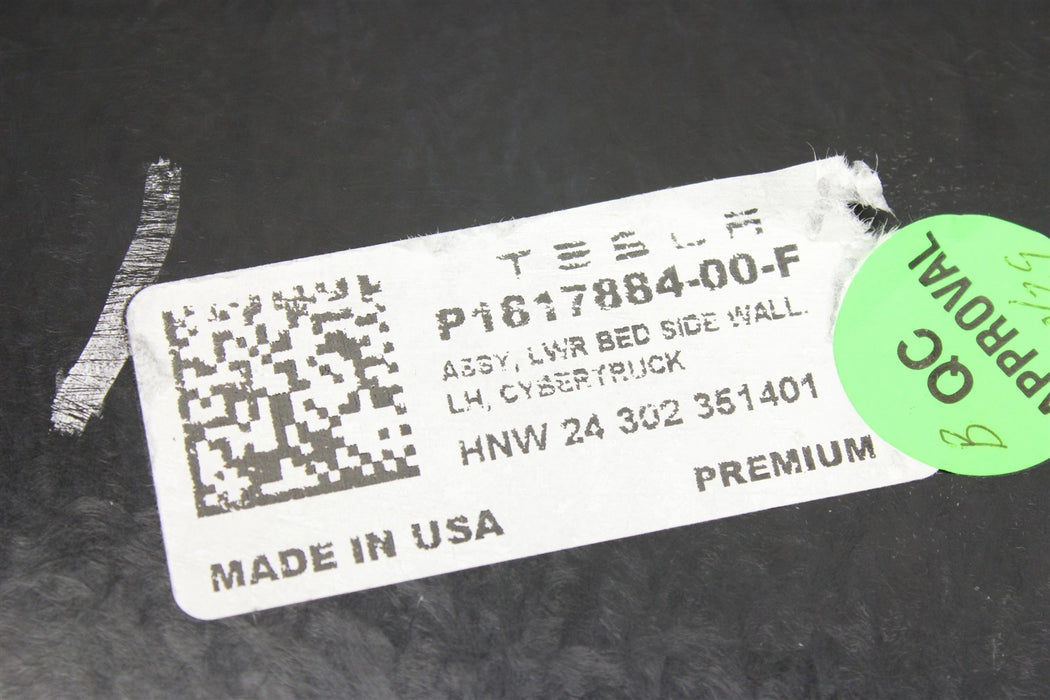 TESLA
P1617884-00-F
ASSY, LWR BED SIDE WALL.
LH, CYBERTRUCK
HNW 24 302 351401
PREMIUM
MADE IN USA
QC
APPROVAL
B